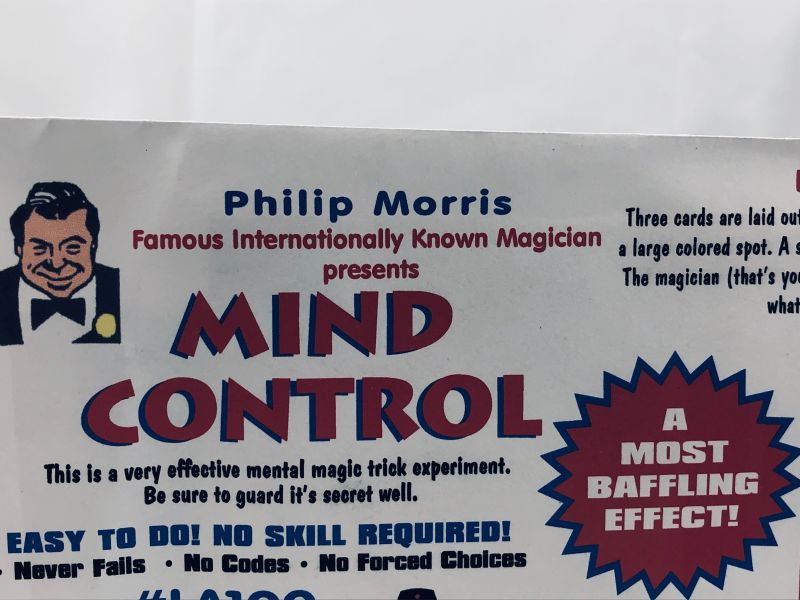 Philip Morris
Famous Internationally Known Magician
presents
MIND
CONTROL
This is a very effective mental magic trick experiment.
Be sure to guard it's secret well.
EASY TO DO! NO SKILL REQUIRED!
• Never Fails • No Codes • No Forced Choices
Three cards are laid out
a large colored spot. A
The magician (that's
what
A
MOST
BAFFLING
EFFECT!